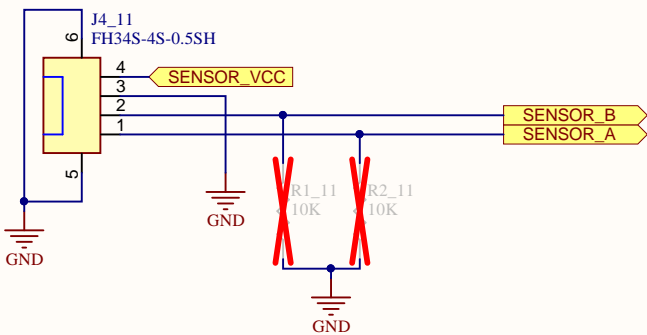 J4_11
FH34S-4S-0.5SH
6
4
SENSOR_VCC
3
2
SENSOR_B
1
SENSOR_A
5
R1_11
10K
R2_11
10K
GND
GND
GND